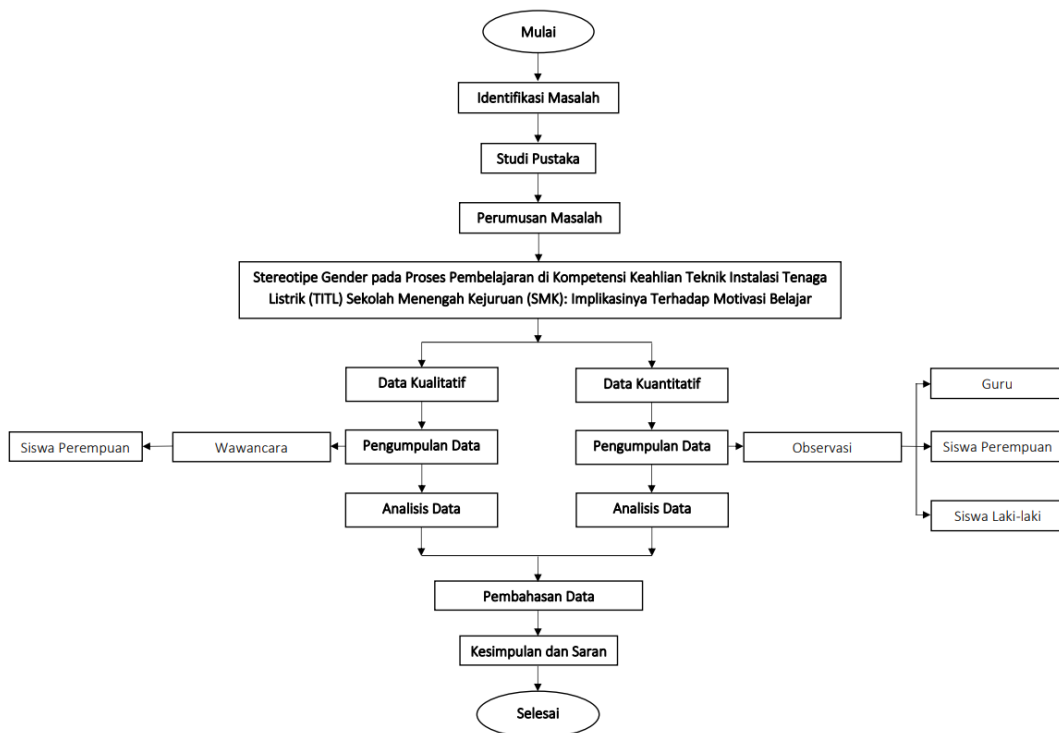 Mulai
Identifikasi Masalah
Studi Pustaka
Perumusan Masalah
Stereotipe Gender pada Proses Pembelajaran di Kompetensi Keahlian Teknik Instalasi Tenaga
Listrik (TITL) Sekolah Menengah Kejuruan (SMK): Implikasinya Terhadap Motivasi Belajar
Data Kualitatif
Data Kuantitatif
Guru
Siswa Perempuan
Wawancara
Pengumpulan Data
Pengumpulan Data
Observasi
Siswa Perempuan
Analisis Data
Analisis Data
Siswa Laki-laki
Pembahasan Data
Kesimpulan dan Saran
Selesai